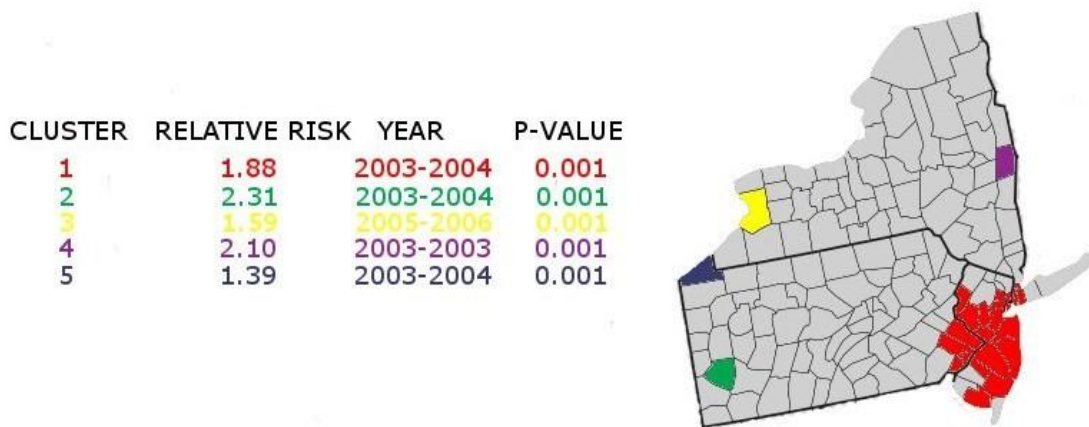 CLUSTER RELATIVE RISK YEAR P-VALUE
1 1.88 2003-2004 0.001
2 2.31 2003-2004 0.001
3 1.59 2005-2006 0.001
4 2.10 2003-2003 0.001
5 1.39 2003-2004 0.001